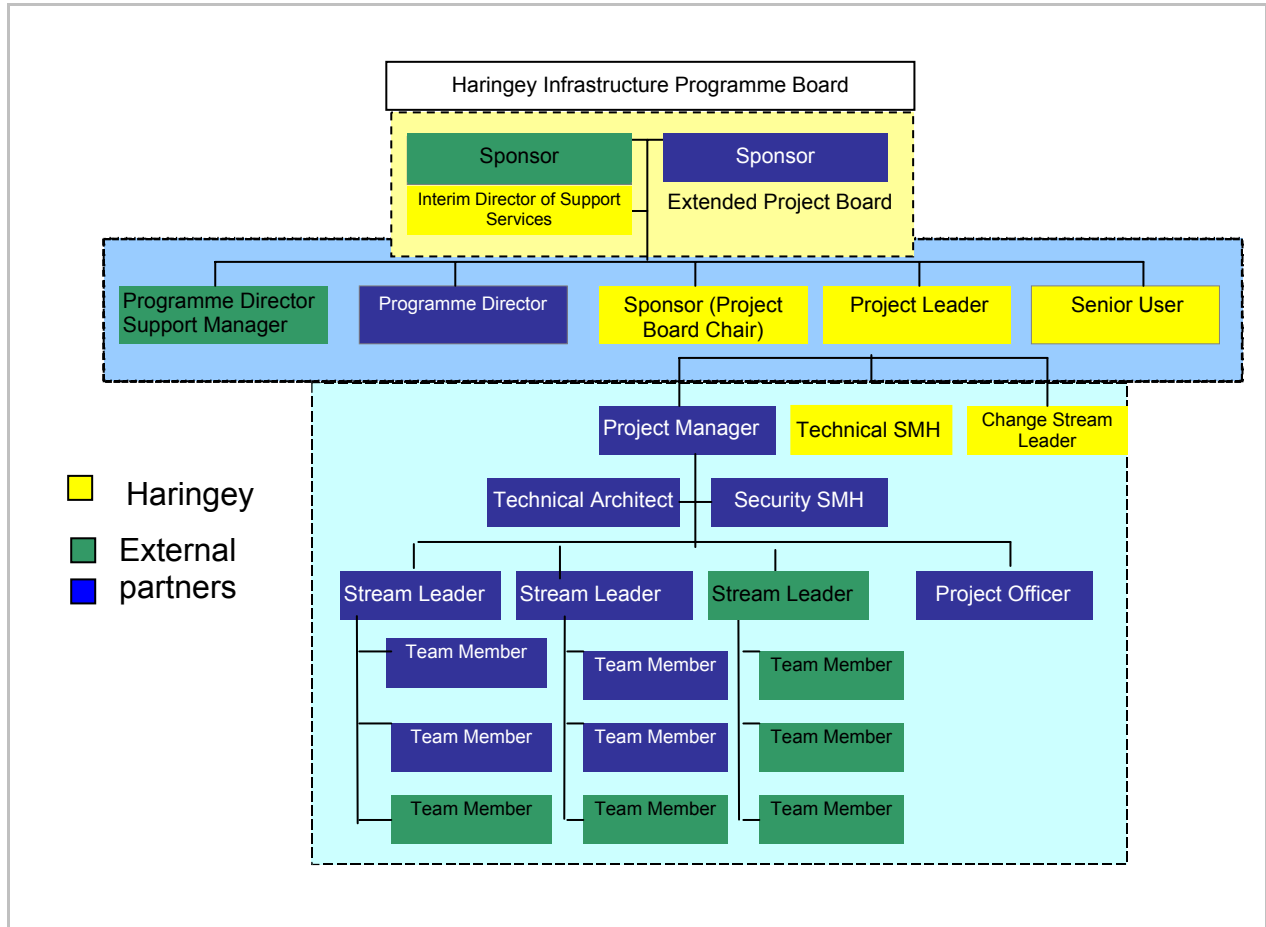 Haringey Infrastructure Programme Board
Sponsor
Sponsor
Interim Director of Support
Services
Extended Project Board
Programme Director
Support Manager
Programme Director
Sponsor (Project
Board Chair)
Project Leader
Senior User
Project Manager
Technical SMH
Change Stream
Leader
Haringey
External
partners
Technical Architect
Security SMH
Stream Leader
Stream Leader
Stream Leader
Project Officer
Team Member
Team Member
Team Member
Team Member
Team Member
Team Member
Team Member
Team Member
Team Member